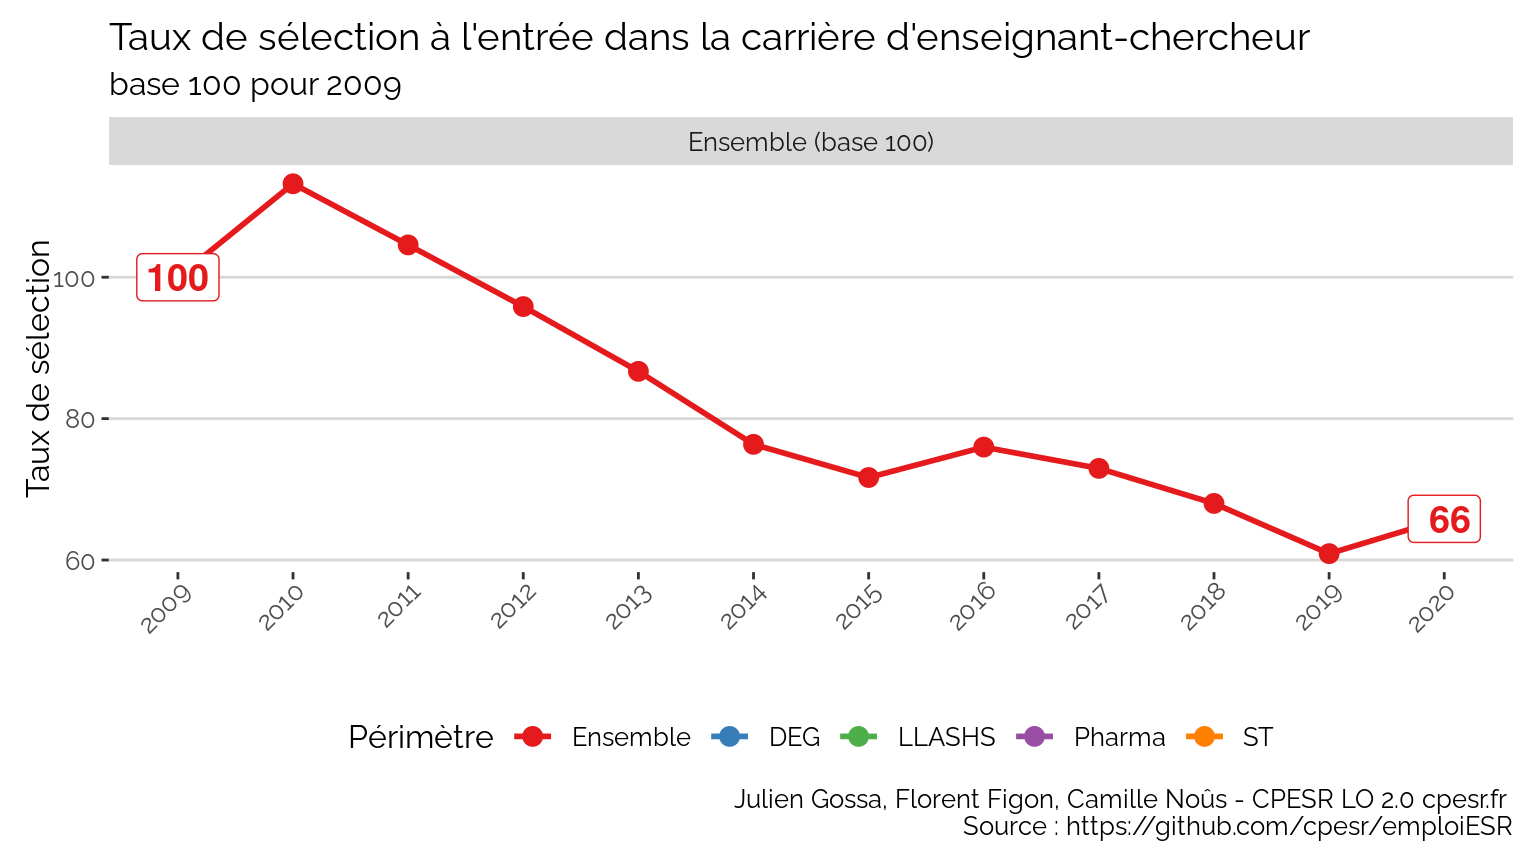 Taux de sélection à l'entrée dans la carrière d'enseignant-chercheur
base 100 pour 2009
Ensemble (base 100)
Taux de sélection
100
80
60
100
66
2009
2010
2011
2012
2013
2014
2015
2016
2017
2018
2019
2020
Périmètre
Ensemble
DEG
LLASHS
Pharma
ST
Julien Gossa, Florent Figon, Camille Noûs - CPESR LO 2.0 cpesr.fr
Source : https://github.com/cpesr/emploiESR